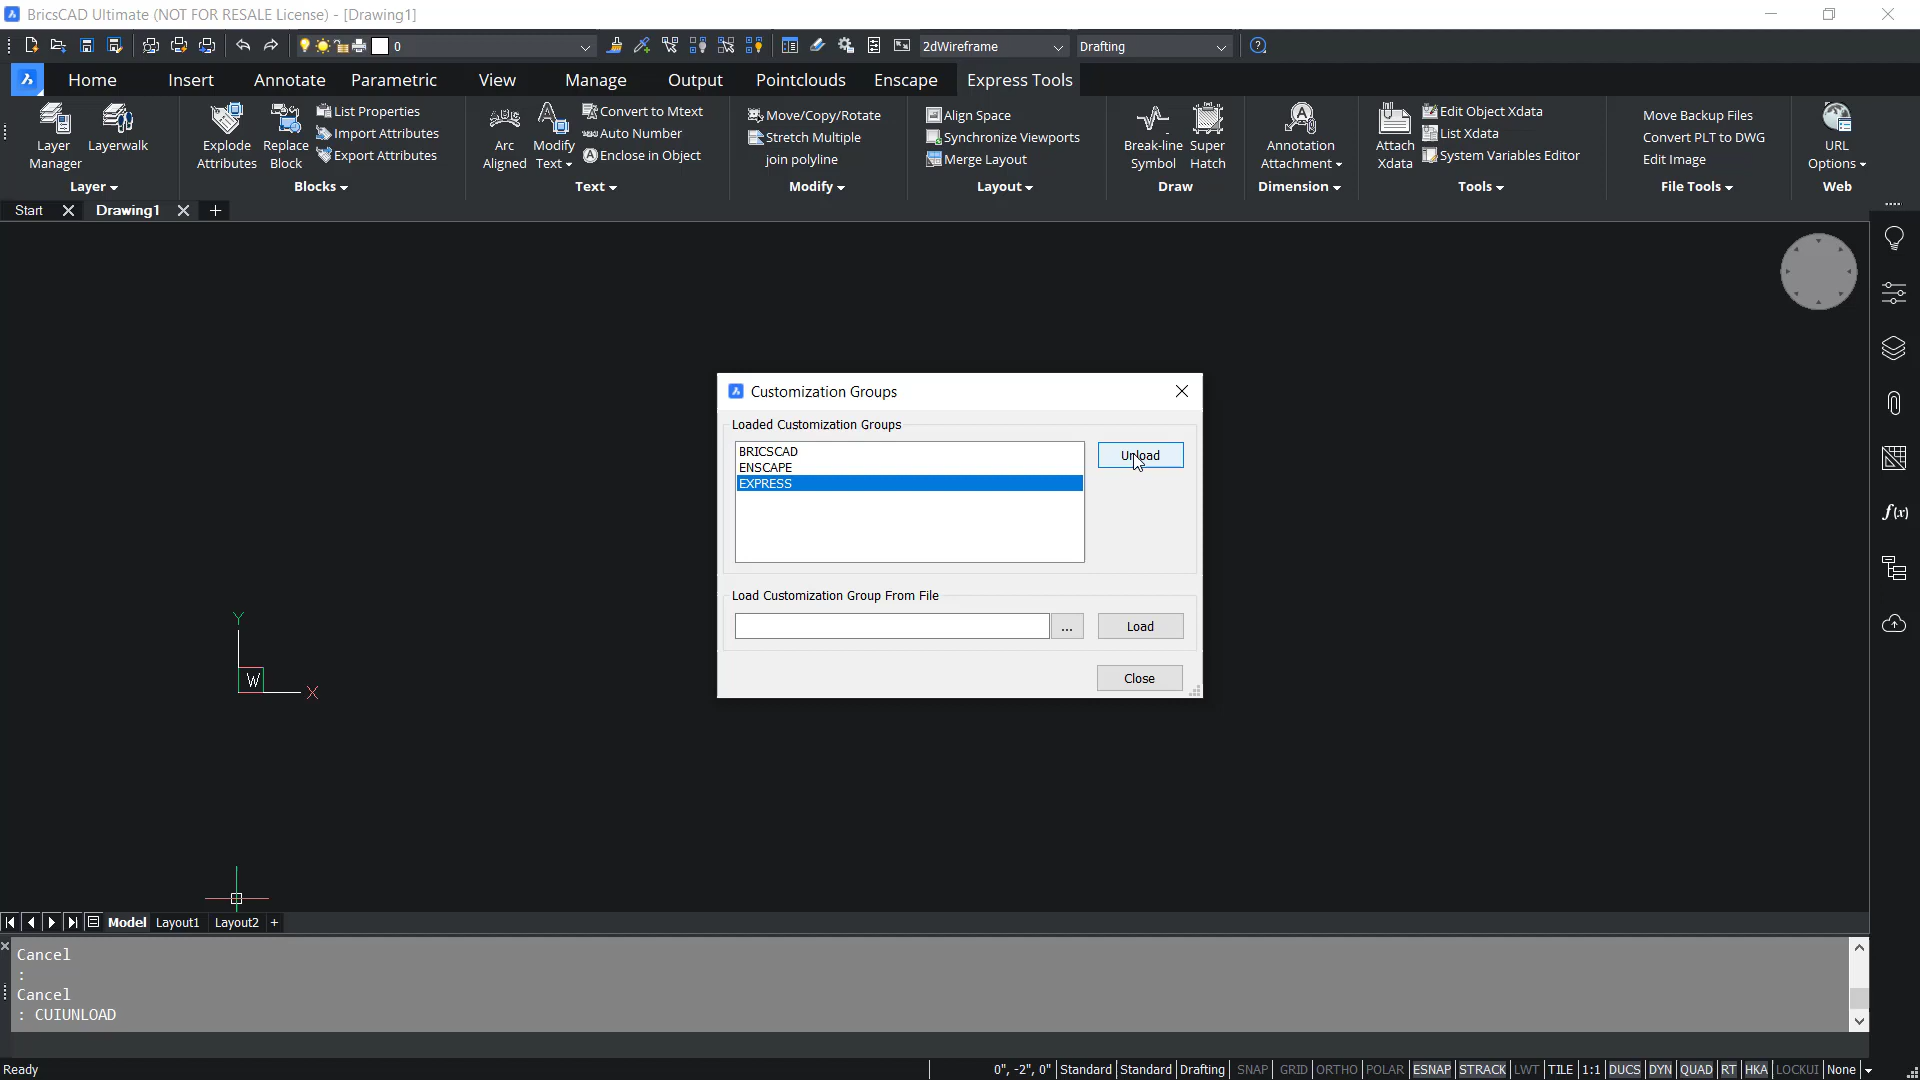 BricsCAD Ultimate (NOT FOR RESALE License) - [Drawing1]
0
2dWireframe
Drafting
Home
Insert
Annotate
Parametric
View
Manage
Output
Pointclouds
Enscape
Express Tools
Layer
Manager
Layerwalk
Layer
Explode
Attributes
Replace
Block
List Properties
Import Attributes
Export Attributes
Blocks
Arc
Aligned
Modify
Text
Convert to Mtext
Auto Number
Enclose in Object
Text
Move/Copy/Rotate
Stretch Multiple
join polyline
Modify
Align Space
Synchronize Viewports
Merge Layout
Layout
Break-line
Symbol
Super
Hatch
Draw
Annotation
Attachment
Dimension
Attach
Xdata
Edit Object Xdata
List Xdata
System Variables Editor
Tools
Move Backup Files
Convert PLT to DWG
Edit Image
File Tools
URL
Options
Web
Start
Drawing1
Customization Groups
Loaded Customization Groups
BRICSCAD
ENSCAPE
EXPRESS
Unload
Load Customization Group From File
...
Load
Close
f(x)
Y
W
X
Model
Layout1
Layout2
+
Cancel
:
Cancel
: CUIUNLOAD
Ready
0", -2", 0"
Standard
Standard
Drafting
SNAP
GRID
ORTHO
POLAR
ESNAP
STRACK
LWT
TILE
1:1
DUCS
DYN
QUAD
RT
HKA
LOCKUI
None